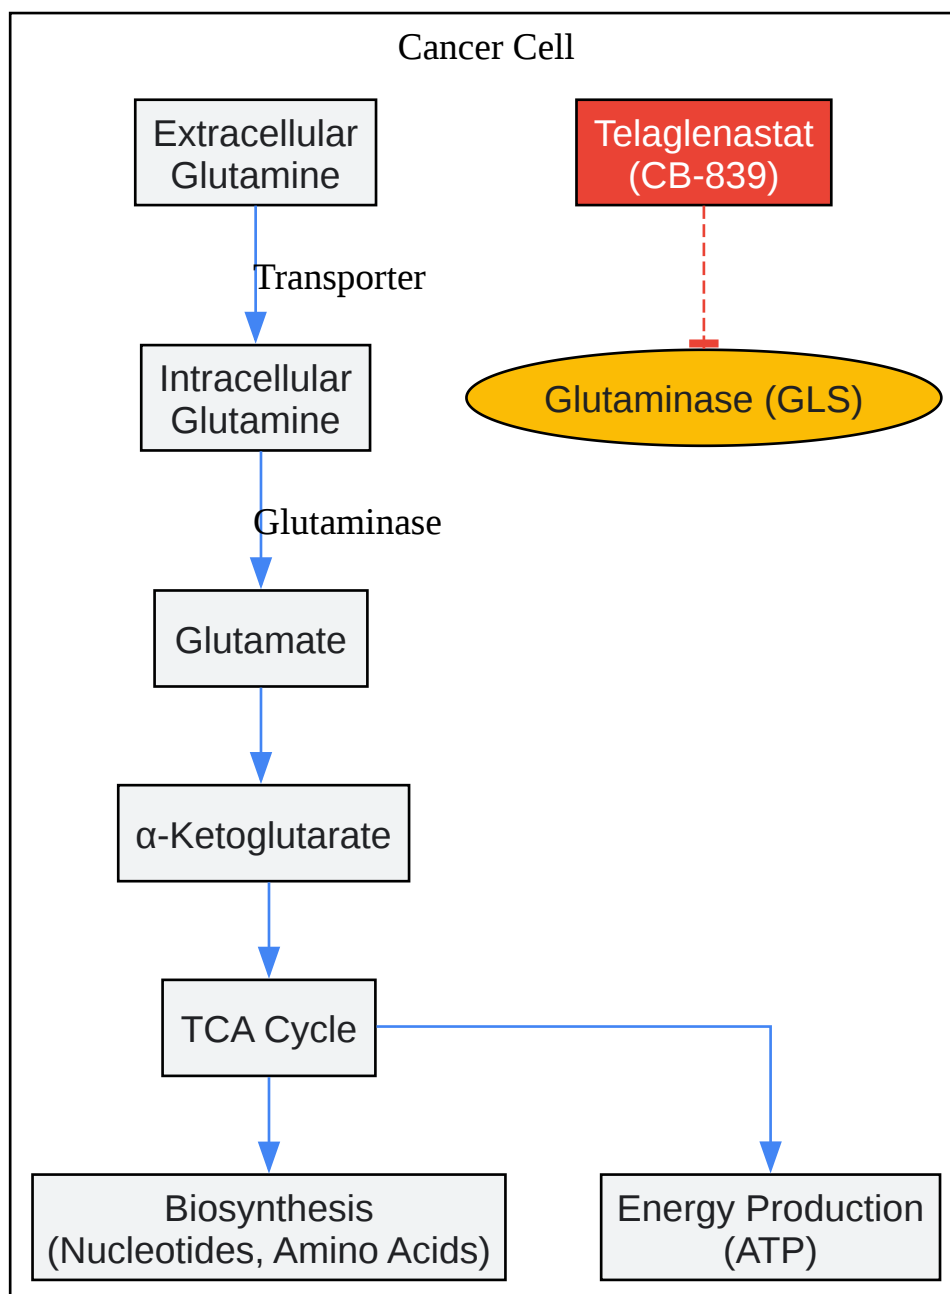 Cancer Cell
Extracellular
Glutamine
Telaglenastat
(CB-839)
Transporter
Intracellular
Glutamine
Glutaminase (GLS)
Glutaminase
Glutamate
α-Ketoglutarate
TCA Cycle
Biosynthesis
(Nucleotides, Amino Acids)
Energy Production
(ATP)